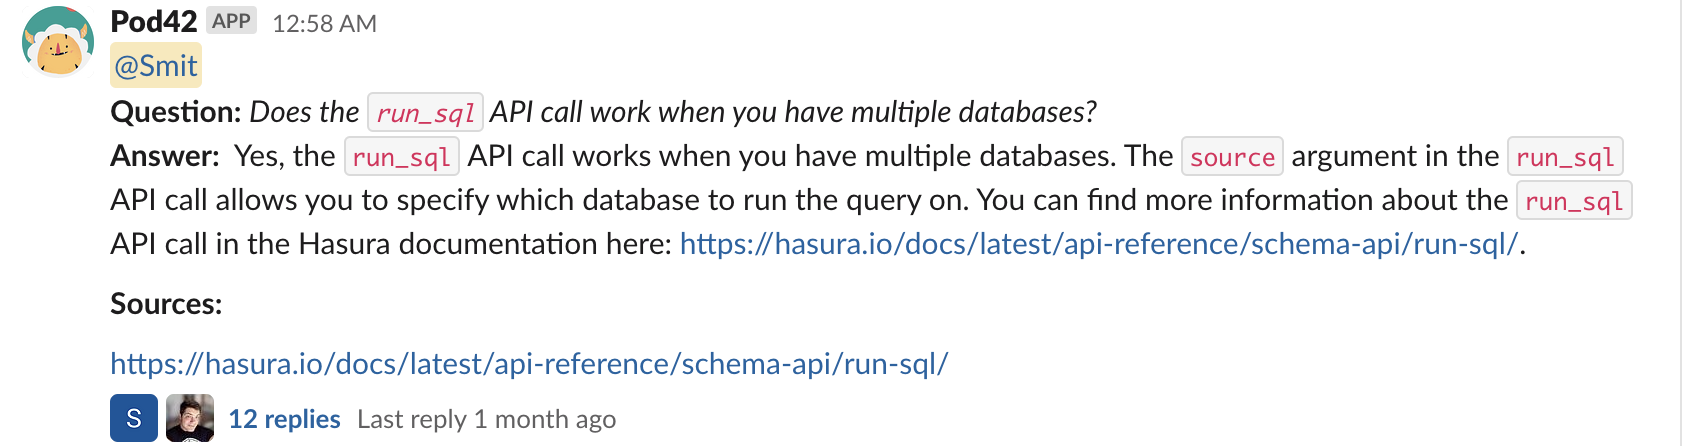 Pod42 APP 12:58 AM
@Smit
Question: Does the run_sql API call work when you have multiple databases?
Answer: Yes, the run_sql API call works when you have multiple databases. The source argument in the run_sql
API call allows you to specify which database to run the query on. You can find more information about the run_sql
API call in the Hasura documentation here: https://hasura.io/docs/latest/api-reference/schema-api/run-sql/.
Sources:
https://hasura.io/docs/latest/api-reference/schema-api/run-sql/
S 12 replies Last reply 1 month ago